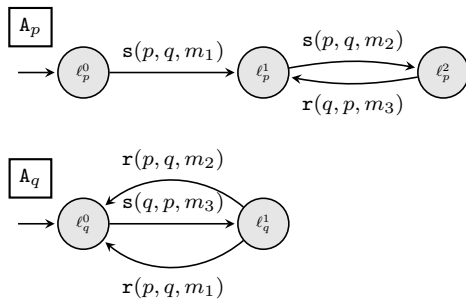 A_p
s(p, q, m_1)
s(p, q, m_2)
ℓ_p^0
ℓ_p^1
ℓ_p^2
r(q, p, m_3)
A_q
r(p, q, m_2)
ℓ_q^0
s(q, p, m_3)
ℓ_q^1
r(p, q, m_1)